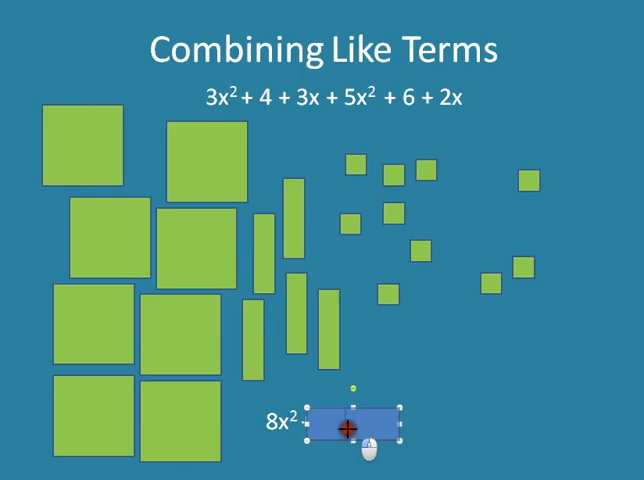 Combining Like Terms
3x² + 4 + 3x + 5x² + 6 + 2x
8x²